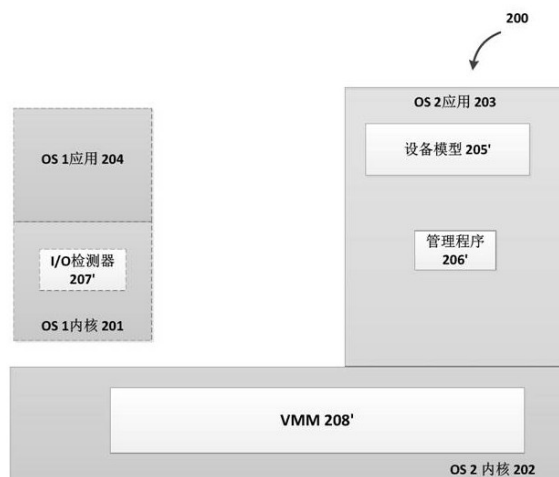 200
OS 2应用 203
设备模型 205'
OS 1应用 204
管理程序
206'
I/O检测器
207'
OS 1内核 201
VMM 208'
OS 2 内核 202